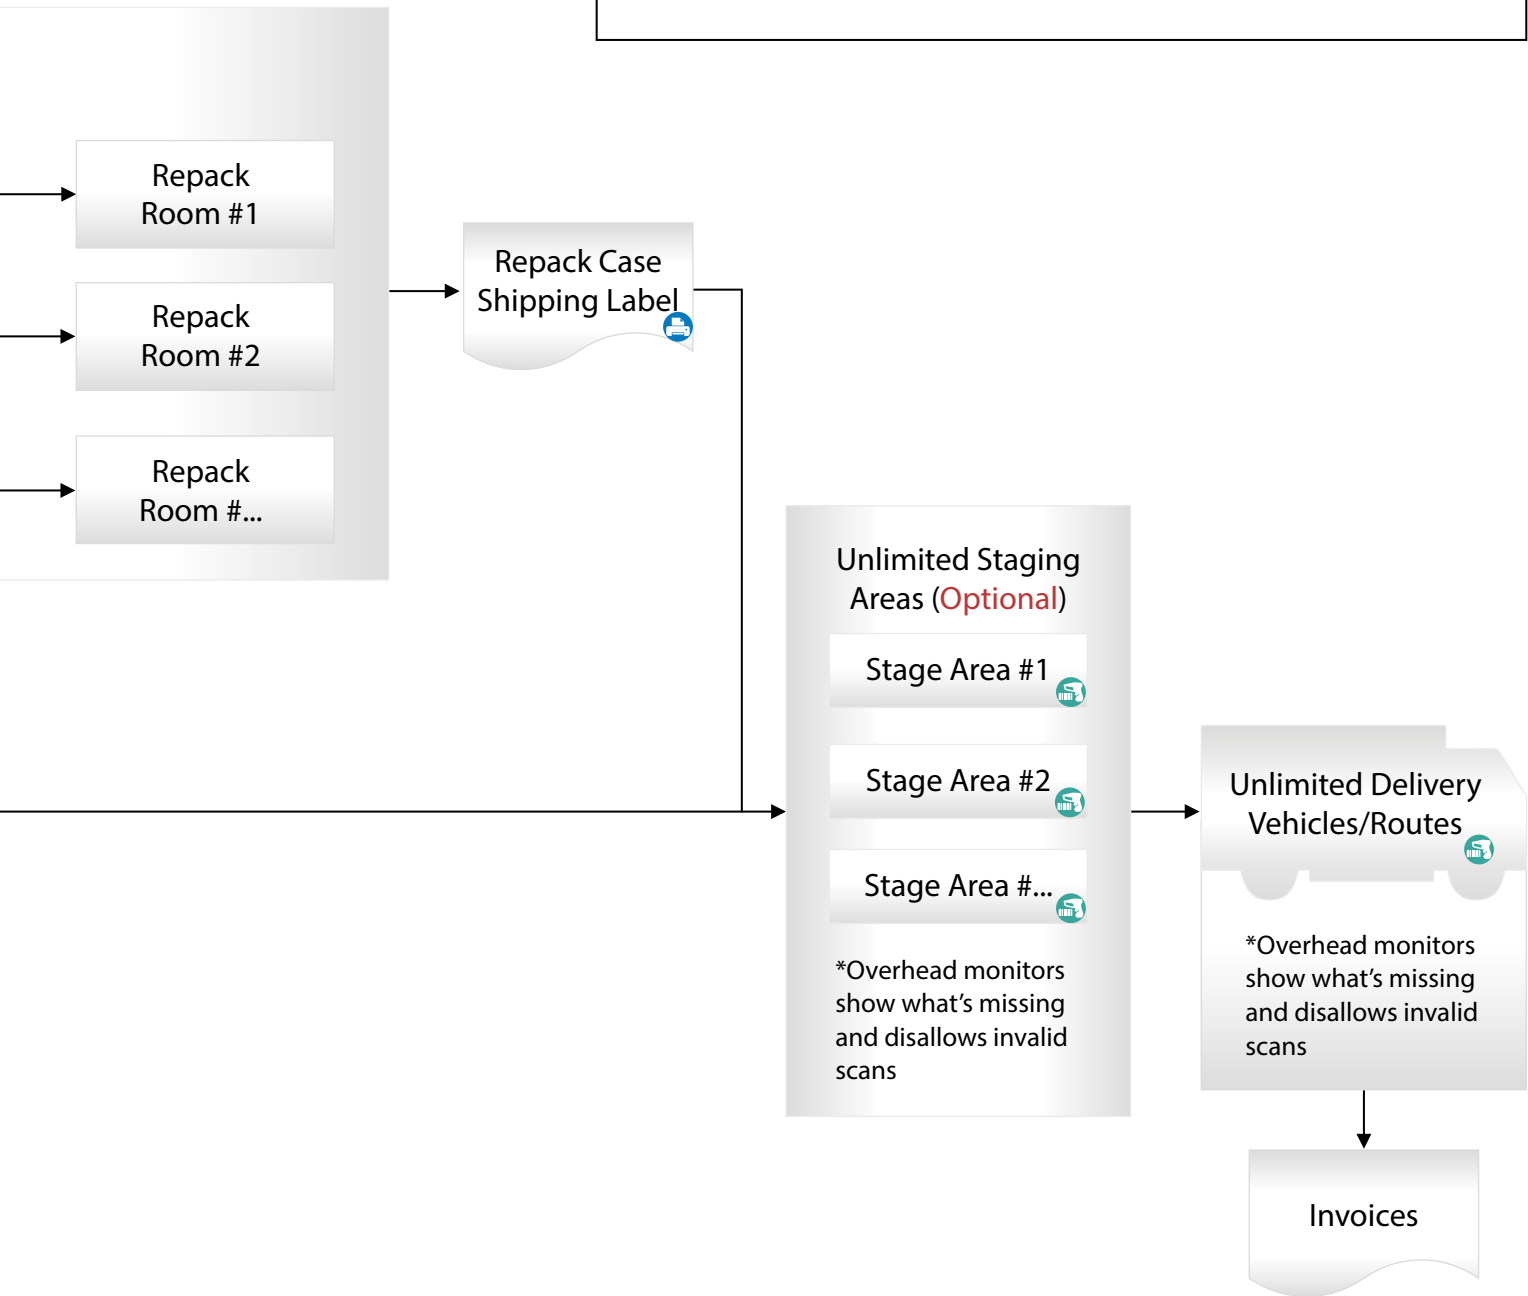 Repack
Room #1
Repack
Room #2
Repack
Room #...
Repack Case
Shipping Label
Unlimited Staging
Areas (Optional)
Stage Area #1
Stage Area #2
Stage Area #...
*Overhead monitors
show what’s missing
and disallows invalid
scans
Unlimited Delivery
Vehicles/Routes
*Overhead monitors
show what’s missing
and disallows invalid
scans
Invoices